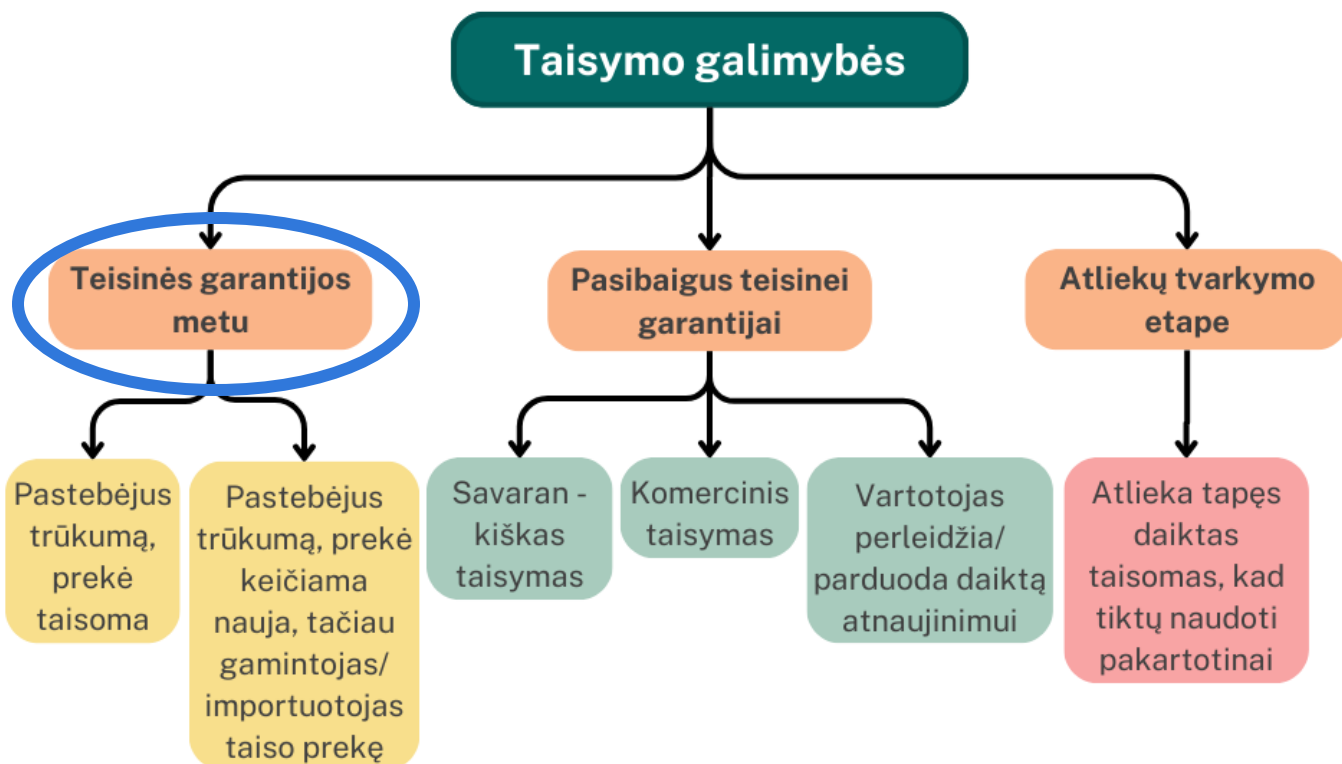 Taisymo galimybės
Teisinės garantijos
metu
Pasibaigus teisinei
garantijai
Atliekų tvarkymo
etape
Pastebėjus
trūkumą,
prekė
taisoma
Pastebėjus
trūkumą, prekė
keičiama
nauja, tačiau
gamintojas/
importuotojas
taiso prekę
Savaran -
kiškas
taisymas
Komercinis
taisymas
Vartotojas
perleidžia/
parduoda daiktą
atnaujinimui
Atlieka tapęs
daiktas
taisomas, kad
tiktų naudoti
pakartotinai